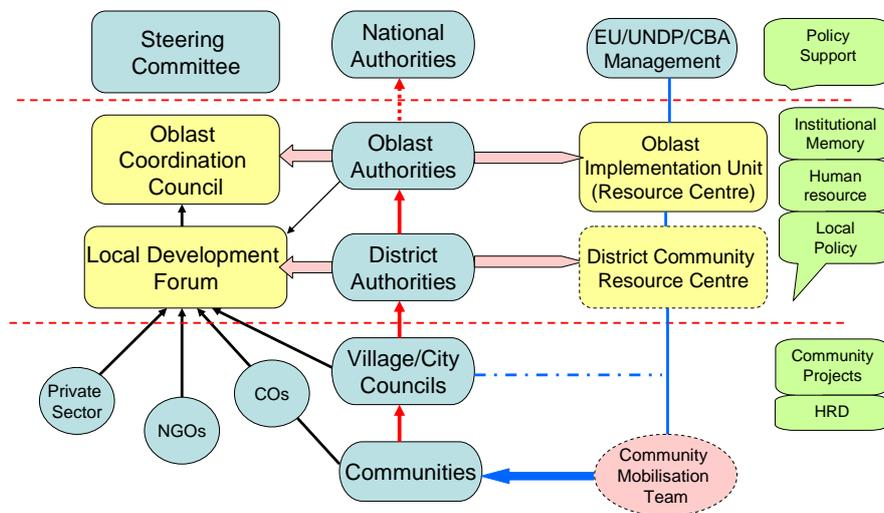 Steering
Committee
National
Authorities
EU/UNDP/CBA
Management
Policy
Support
Oblast
Coordination
Council
Oblast
Authorities
Oblast
Implementation Unit
(Resource Centre)
Institutional
Memory
Human
resource
Local
Policy
Local Development
Forum
District
Authorities
District Community
Resource Centre
Village/City
Councils
Community
Projects
HRD
Private
Sector
NGOs
COs
Communities
Community
Mobilisation
Team